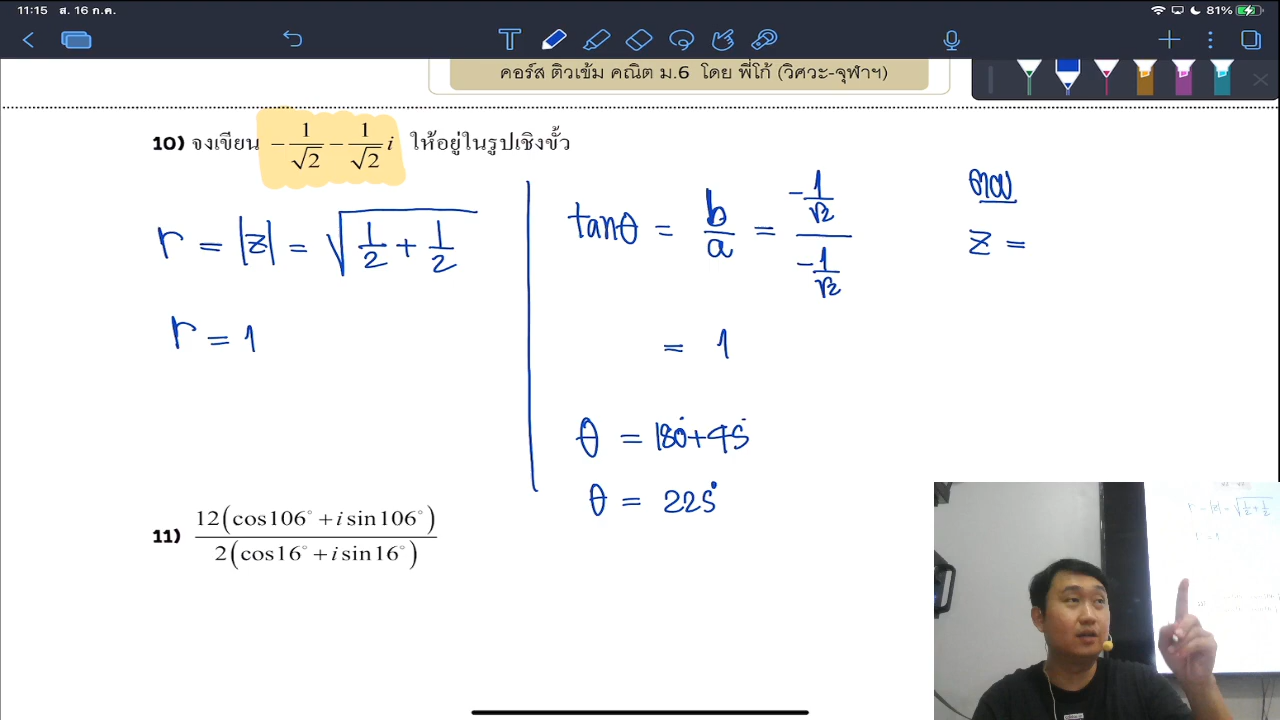 11:15 ส. 16 ก.ค.
81%
คอร์ส ติวเข้ม คณิต ม.6 โดย พี่โก้ (วิศวะ-จุฬาฯ)
10) จงเขียน -1/√2 - 1/√2 i ให้อยู่ในรูปเชิงขั้ว
r = |z| = √(1/2 + 1/2)
r = 1
tanθ = b/a = (-1/√2)/(-1/√2)
= 1
θ = 180° + 45°
θ = 225°
ตอบ
z =
11) 12(cos106° + i sin106°) / 2(cos16° + i sin16°)